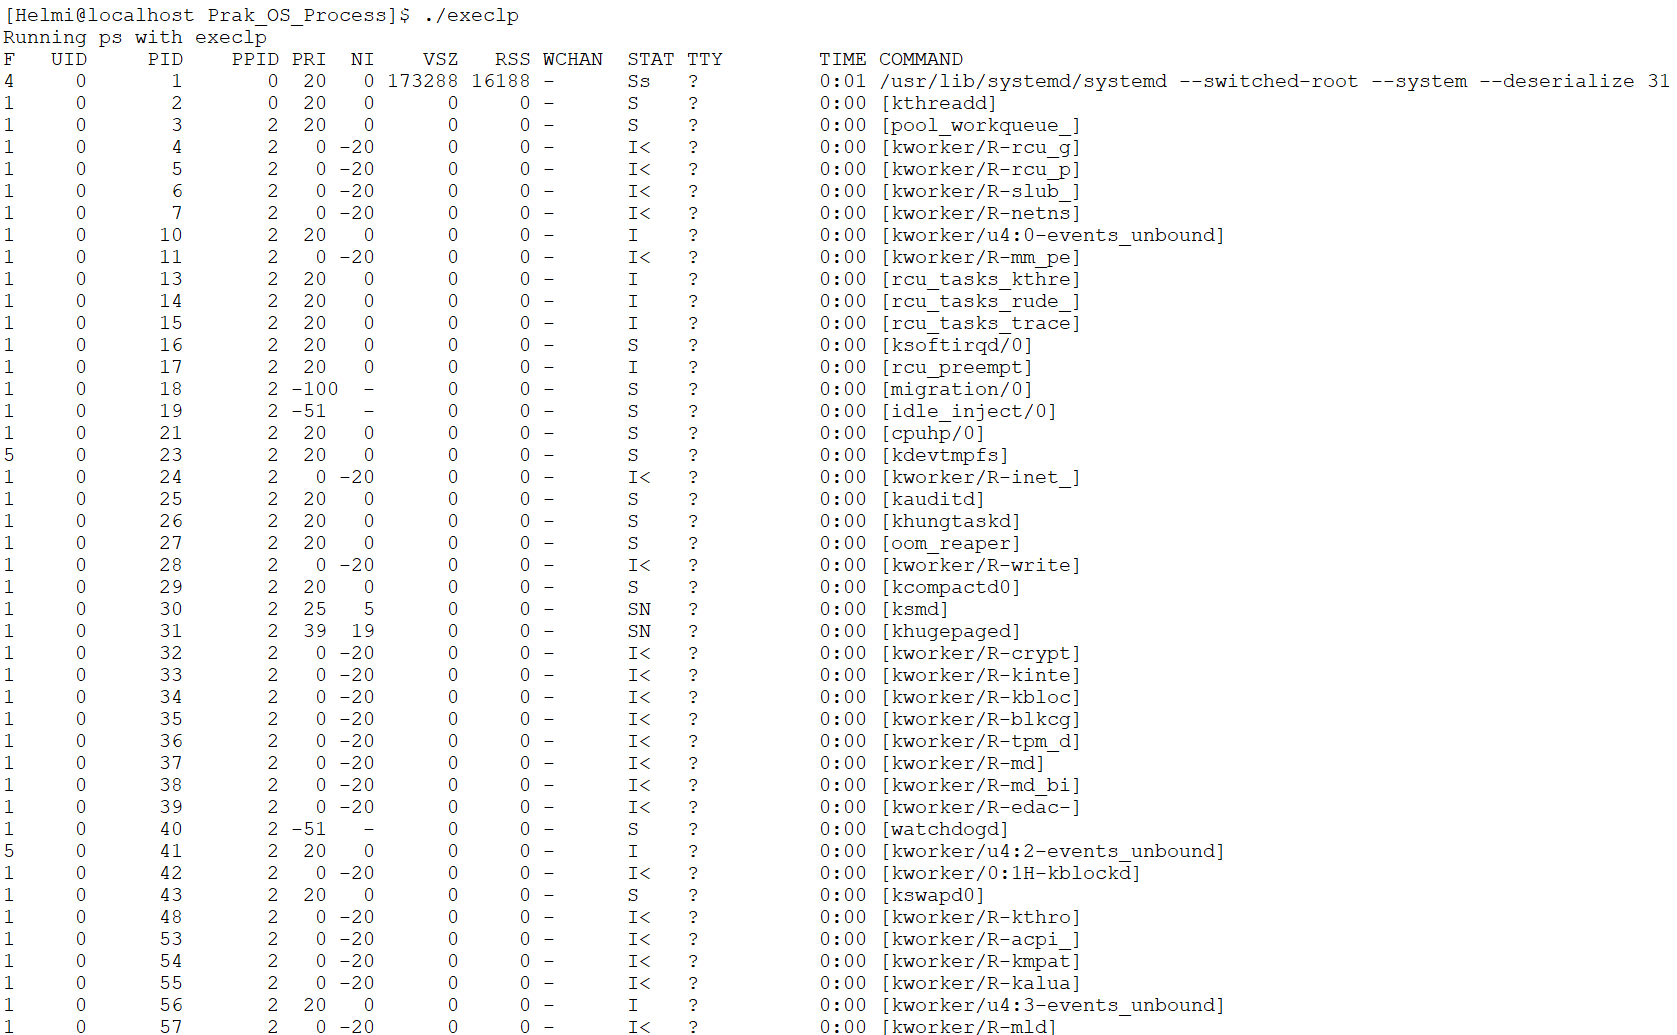 [Helmi@localhost Prak_OS_Process]$ ./execlp
Running ps with execlp
F   UID     PID    PPID PRI  NI    VSZ   RSS WCHAN  STAT TTY        TIME COMMAND
4     0       1       0  20   0 173288 16188 -      Ss   ?          0:01 /usr/lib/systemd/systemd --switched-root --system --deserialize 31
1     0       2       0  20   0      0     0 -      S    ?          0:00 [kthreadd]
1     0       3       2  20   0      0     0 -      S    ?          0:00 [pool_workqueue_]
1     0       4       2   0 -20      0     0 -      I<   ?          0:00 [kworker/R-rcu_g]
1     0       5       2   0 -20      0     0 -      I<   ?          0:00 [kworker/R-rcu_p]
1     0       6       2   0 -20      0     0 -      I<   ?          0:00 [kworker/R-slub_]
1     0       7       2   0 -20      0     0 -      I<   ?          0:00 [kworker/R-netns]
1     0      10       2  20   0      0     0 -      I    ?          0:00 [kworker/u4:0-events_unbound]
1     0      11       2   0 -20      0     0 -      I<   ?          0:00 [kworker/R-mm_pe]
1     0      13       2  20   0      0     0 -      I    ?          0:00 [rcu_tasks_kthre]
1     0      14       2  20   0      0     0 -      I    ?          0:00 [rcu_tasks_rude_]
1     0      15       2  20   0      0     0 -      I    ?          0:00 [rcu_tasks_trace]
1     0      16       2  20   0      0     0 -      S    ?          0:00 [ksoftirqd/0]
1     0      17       2  20   0      0     0 -      I    ?          0:00 [rcu_preempt]
1     0      18       2 -100  -      0     0 -      S    ?          0:00 [migration/0]
1     0      19       2 -51   -      0     0 -      S    ?          0:00 [idle_inject/0]
1     0      21       2  20   0      0     0 -      S    ?          0:00 [cpuhp/0]
5     0      23       2  20   0      0     0 -      S    ?          0:00 [kdevtmpfs]
1     0      24       2   0 -20      0     0 -      I<   ?          0:00 [kworker/R-inet_]
1     0      25       2  20   0      0     0 -      S    ?          0:00 [kauditd]
1     0      26       2  20   0      0     0 -      S    ?          0:00 [khungtaskd]
1     0      27       2  20   0      0     0 -      S    ?          0:00 [oom_reaper]
1     0      28       2   0 -20      0     0 -      I<   ?          0:00 [kworker/R-write]
1     0      29       2  20   0      0     0 -      S    ?          0:00 [kcompactd0]
1     0      30       2  25   5      0     0 -      SN   ?          0:00 [ksmd]
1     0      31       2  39  19      0     0 -      SN   ?          0:00 [khugepaged]
1     0      32       2   0 -20      0     0 -      I<   ?          0:00 [kworker/R-crypt]
1     0      33       2   0 -20      0     0 -      I<   ?          0:00 [kworker/R-kinte]
1     0      34       2   0 -20      0     0 -      I<   ?          0:00 [kworker/R-kbloc]
1     0      35       2   0 -20      0     0 -      I<   ?          0:00 [kworker/R-blkcg]
1     0      36       2   0 -20      0     0 -      I<   ?          0:00 [kworker/R-tpm_d]
1     0      37       2   0 -20      0     0 -      I<   ?          0:00 [kworker/R-md]
1     0      38       2   0 -20      0     0 -      I<   ?          0:00 [kworker/R-md_bi]
1     0      39       2   0 -20      0     0 -      I<   ?          0:00 [kworker/R-edac-]
1     0      40       2 -51   -      0     0 -      S    ?          0:00 [watchdogd]
5     0      41       2  20   0      0     0 -      I    ?          0:00 [kworker/u4:2-events_unbound]
1     0      42       2   0 -20      0     0 -      I<   ?          0:00 [kworker/0:1H-kblockd]
1     0      43       2  20   0      0     0 -      S    ?          0:00 [kswapd0]
1     0      48       2   0 -20      0     0 -      I<   ?          0:00 [kworker/R-kthro]
1     0      53       2   0 -20      0     0 -      I<   ?          0:00 [kworker/R-acpi_]
1     0      54       2   0 -20      0     0 -      I<   ?          0:00 [kworker/R-kmpat]
1     0      55       2   0 -20      0     0 -      I<   ?          0:00 [kworker/R-kalua]
1     0      56       2  20   0      0     0 -      I    ?          0:00 [kworker/u4:3-events_unbound]
1     0      57       2   0 -20      0     0 -      I<   ?          0:00 [kworker/R-mld]